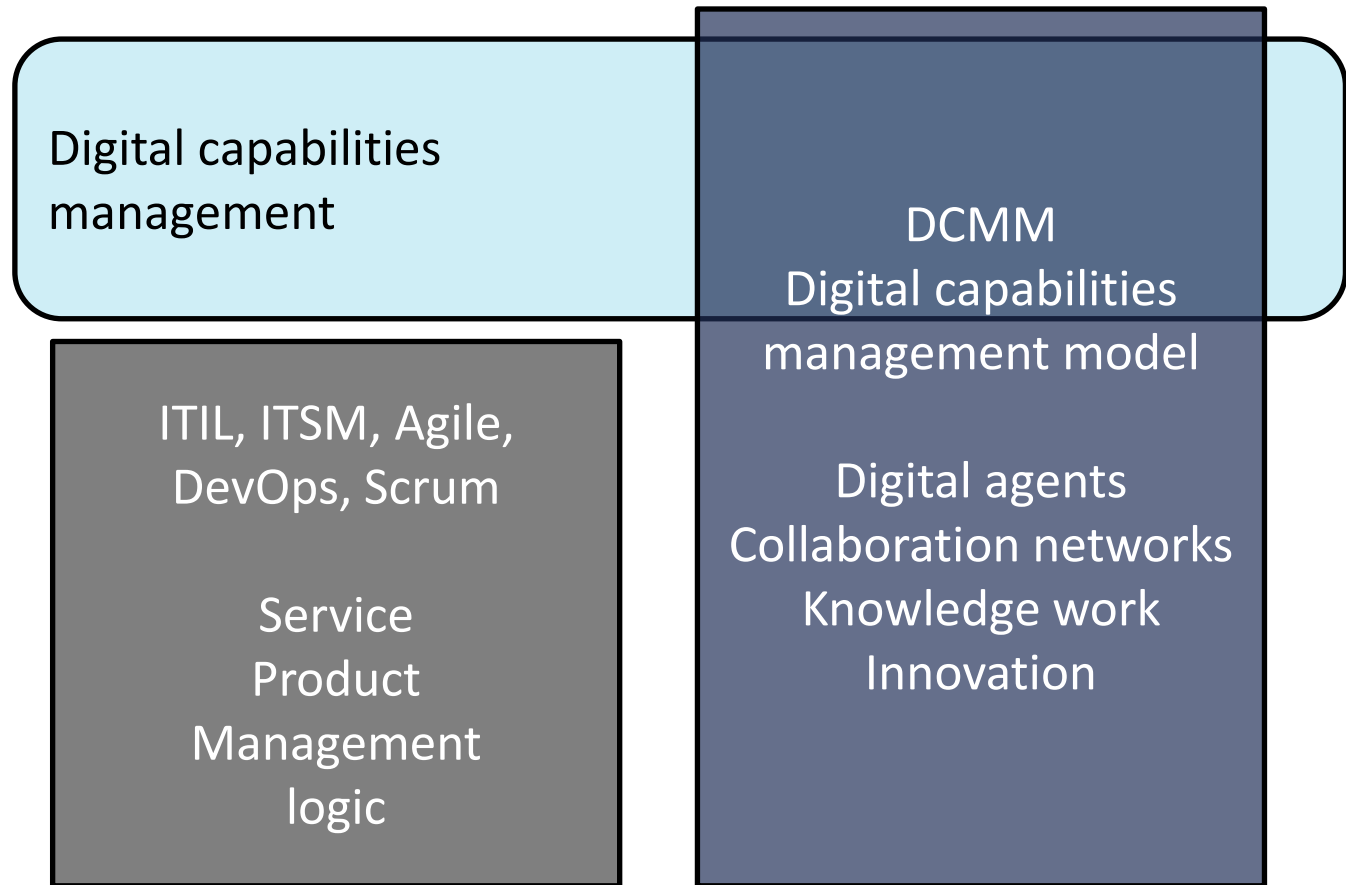 Digital capabilities
management
DCMM
Digital capabilities
management model
Digital agents
Collaboration networks
Knowledge work
Innovation
ITIL, ITSM, Agile,
DevOps, Scrum
Service
Product
Management
logic